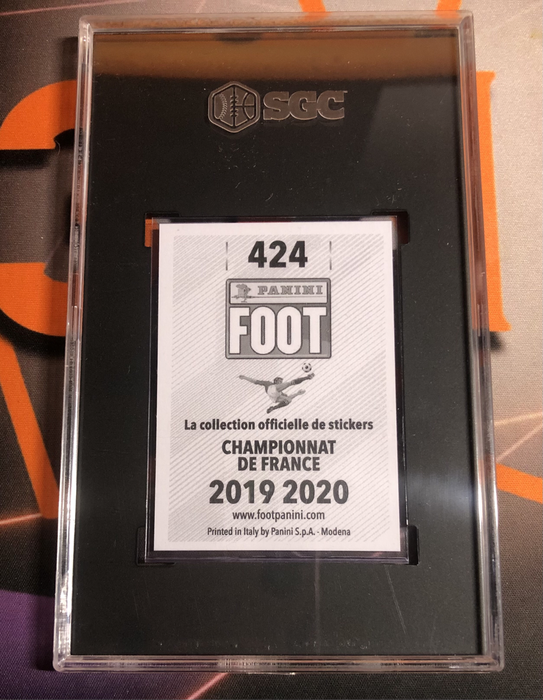 SGC
424
PANINI
FOOT
La collection officielle de stickers
CHAMPIONNAT
DE FRANCE
2019 2020
www.footpanini.com
Printed in Italy by Panini S.p.A. - Modena